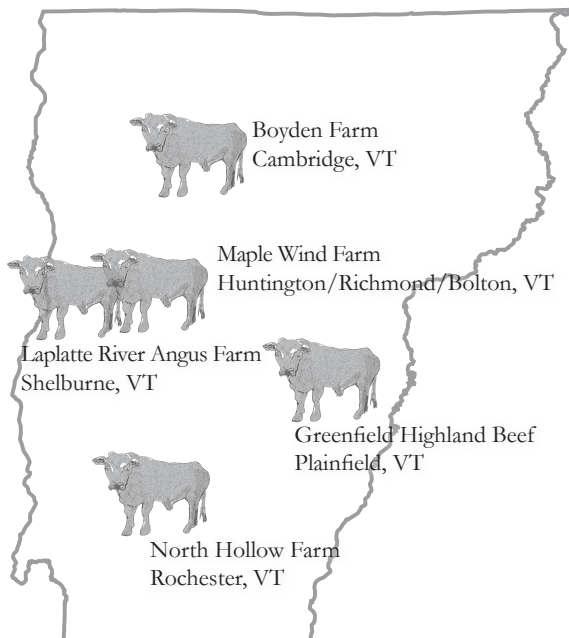 Boyden Farm
Cambridge, VT
Maple Wind Farm
Huntington/Richmond/Bolton, VT
Laplatte River Angus Farm
Shelburne, VT
Greenfield Highland Beef
Plainfield, VT
North Hollow Farm
Rochester, VT